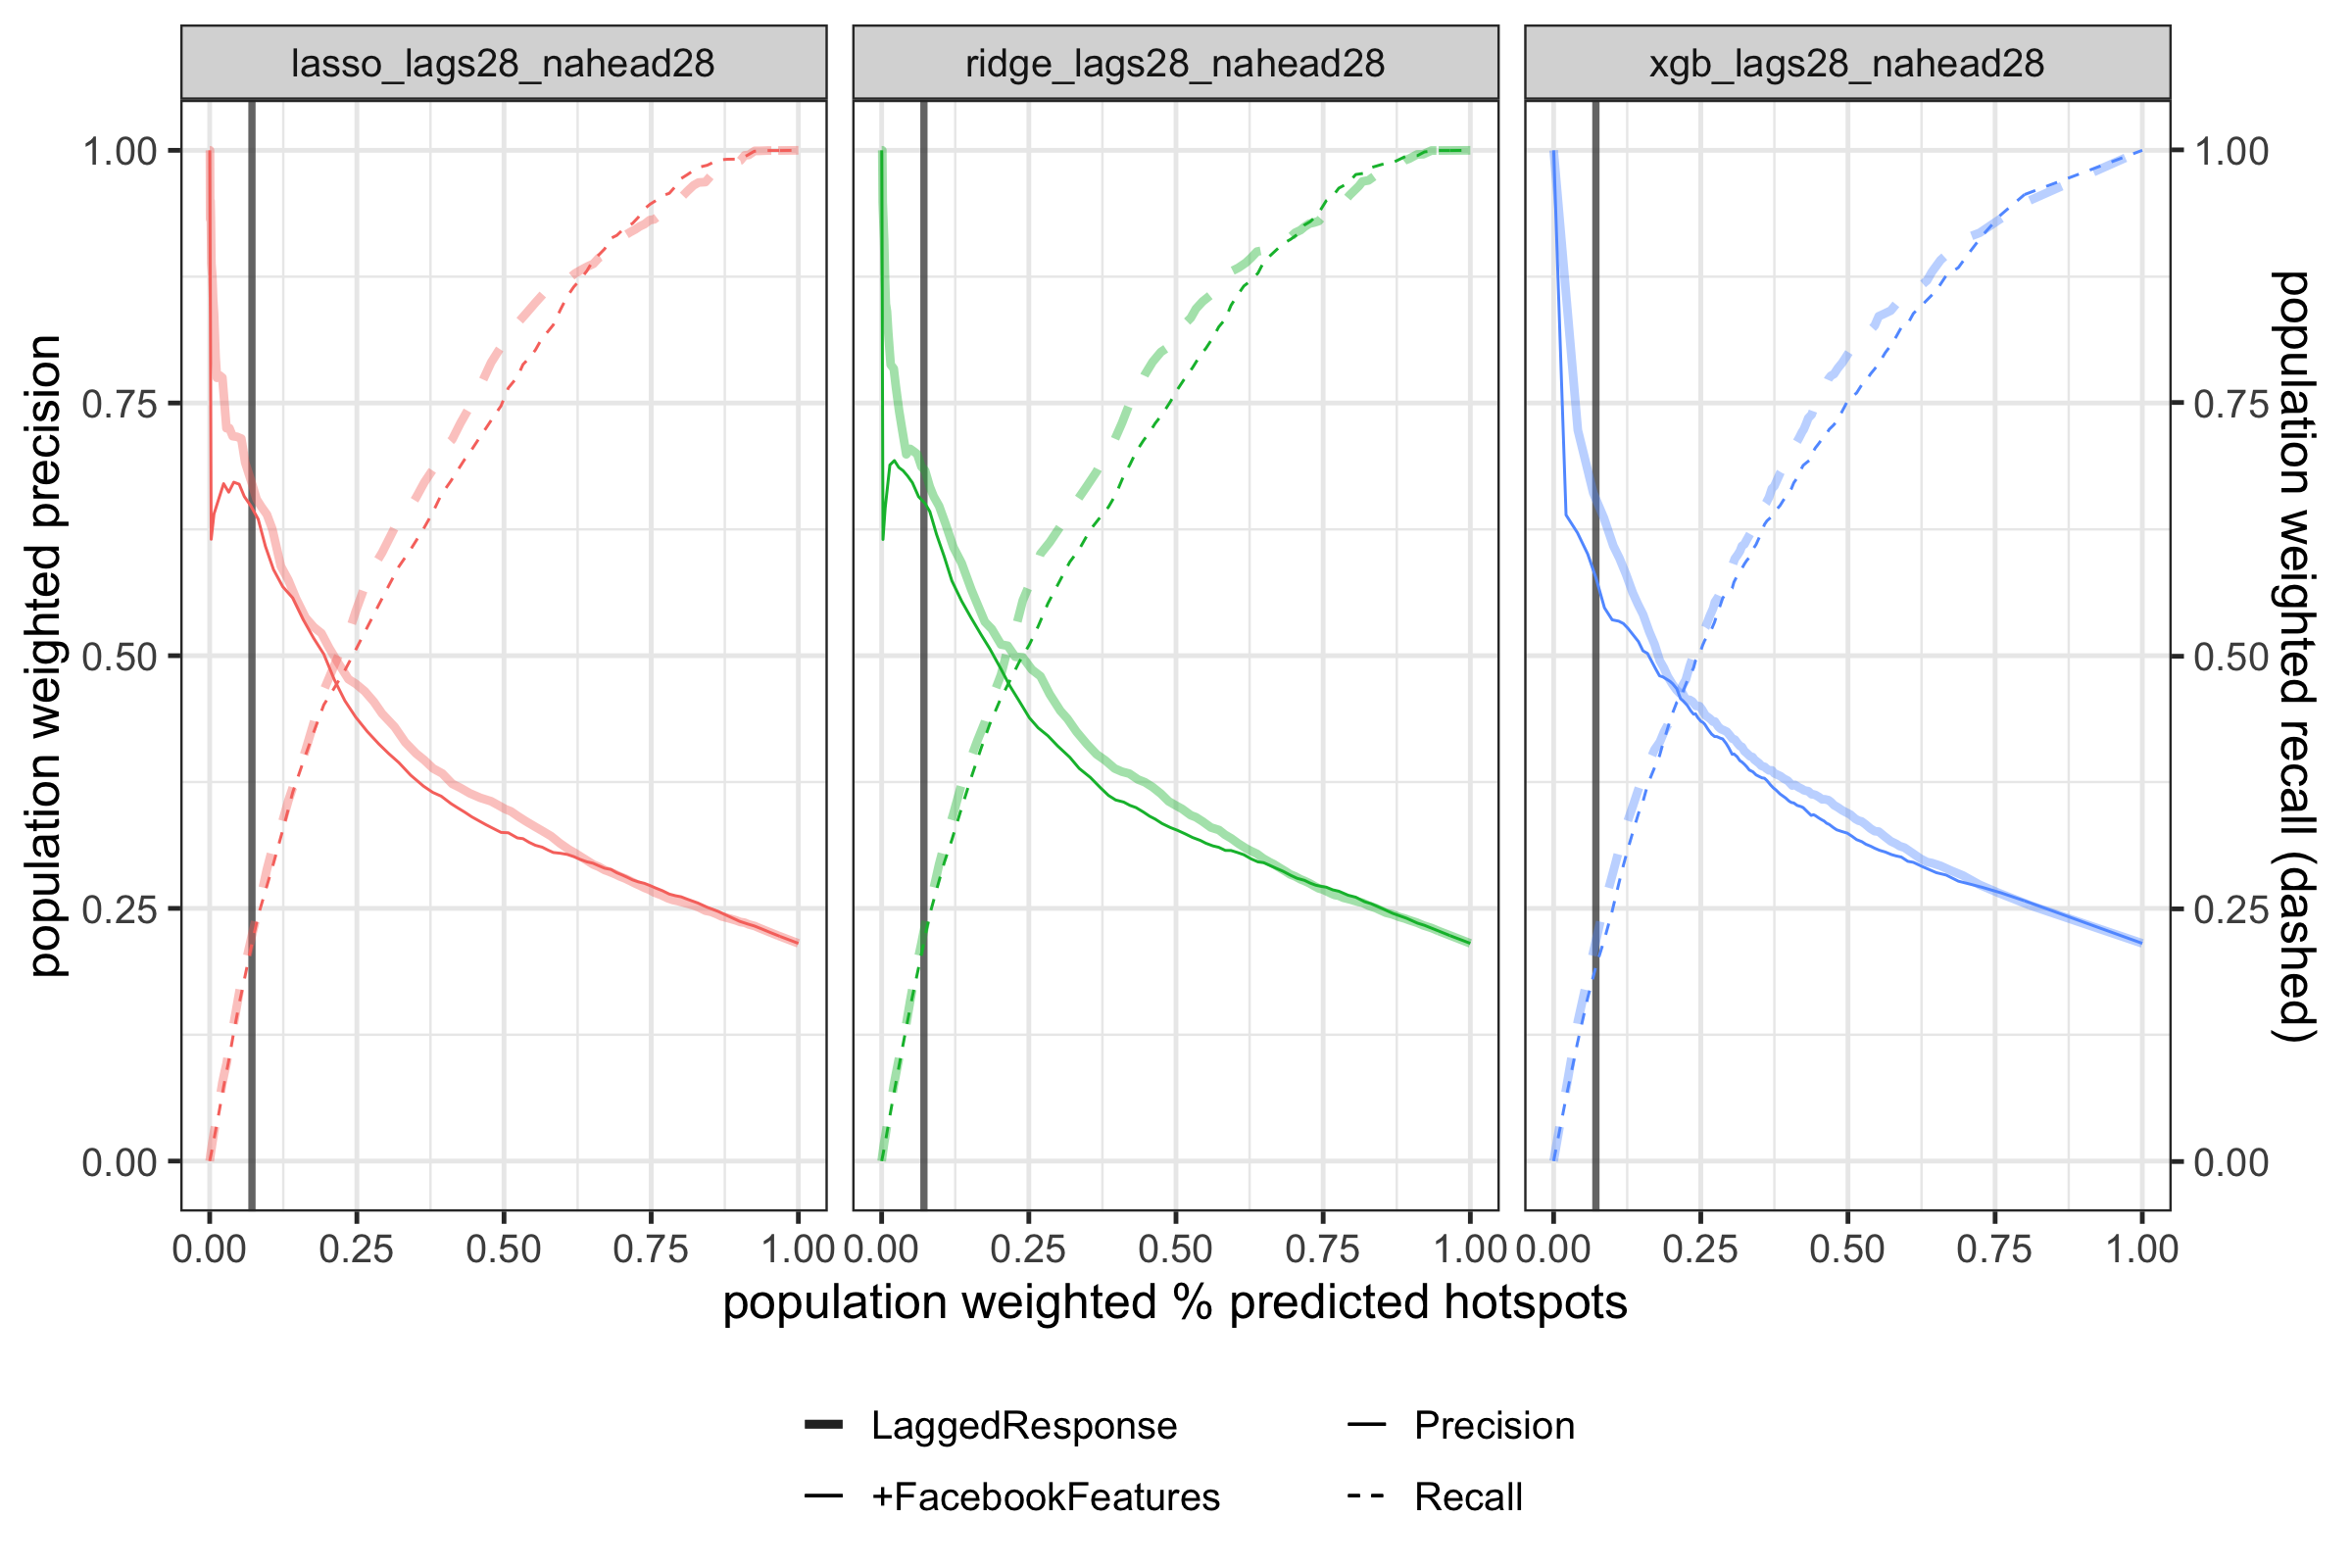 lasso_lags28_nahead28
ridge_lags28_nahead28
xgb_lags28_nahead28
population weighted precision
1.00
0.75
0.50
0.25
0.00
1.00
0.75
0.50
0.25
0.00
population weighted recall (dashed)
0.00 0.25 0.50 0.75 1.00
0.00 0.25 0.50 0.75 1.00
0.00 0.25 0.50 0.75 1.00
population weighted % predicted hotspots
LaggedResponse
+FacebookFeatures
Precision
Recall